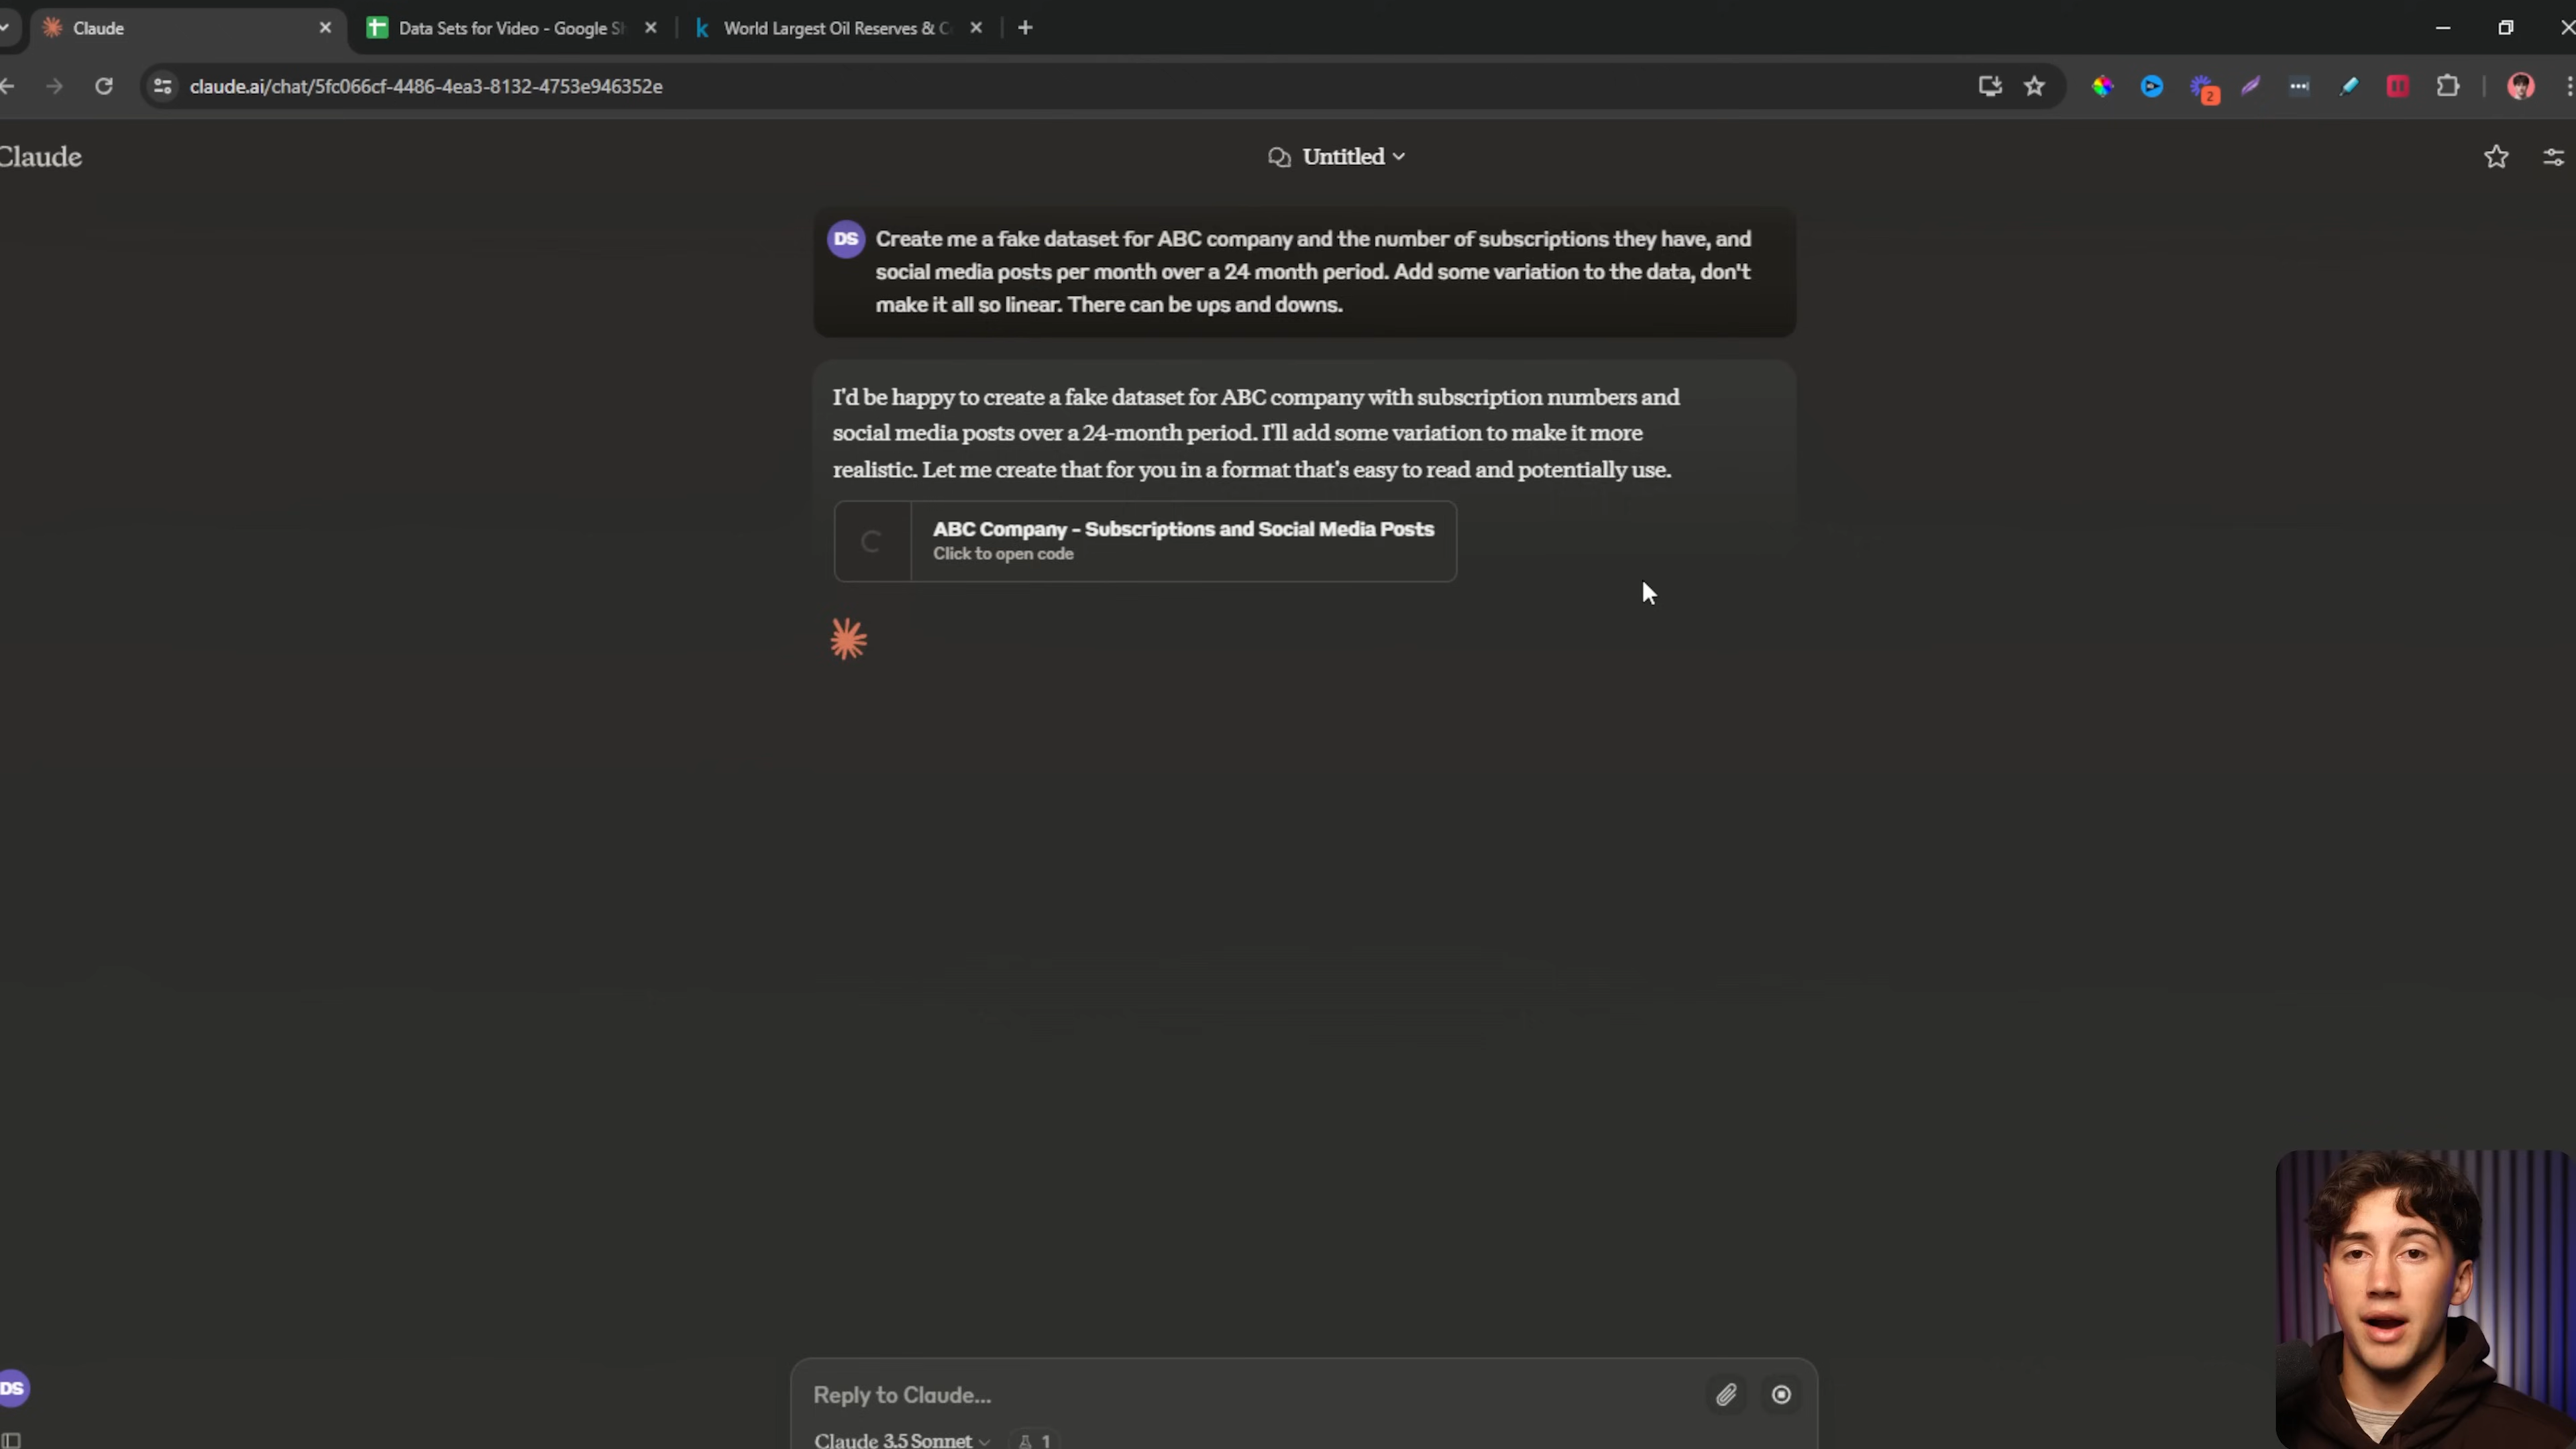 Claude
Data Sets for Video - Google Sh
World Largest Oil Reserves & C
claude.ai/chat/5fc066cf-4486-4ea3-8132-4753e946352e
2
Claude
Untitled
DS
Create me a fake dataset for ABC company and the number of subscriptions they have, and
social media posts per month over a 24 month period. Add some variation to the data, don't
make it all so linear. There can be ups and downs.
I'd be happy to create a fake dataset for ABC company with subscription numbers and
social media posts over a 24-month period. I'll add some variation to make it more
realistic. Let me create that for you in a format that's easy to read and potentially use.
ABC Company - Subscriptions and Social Media Posts
Click to open code
DS
Reply to Claude...
Claude 3.5 Sonnet
1